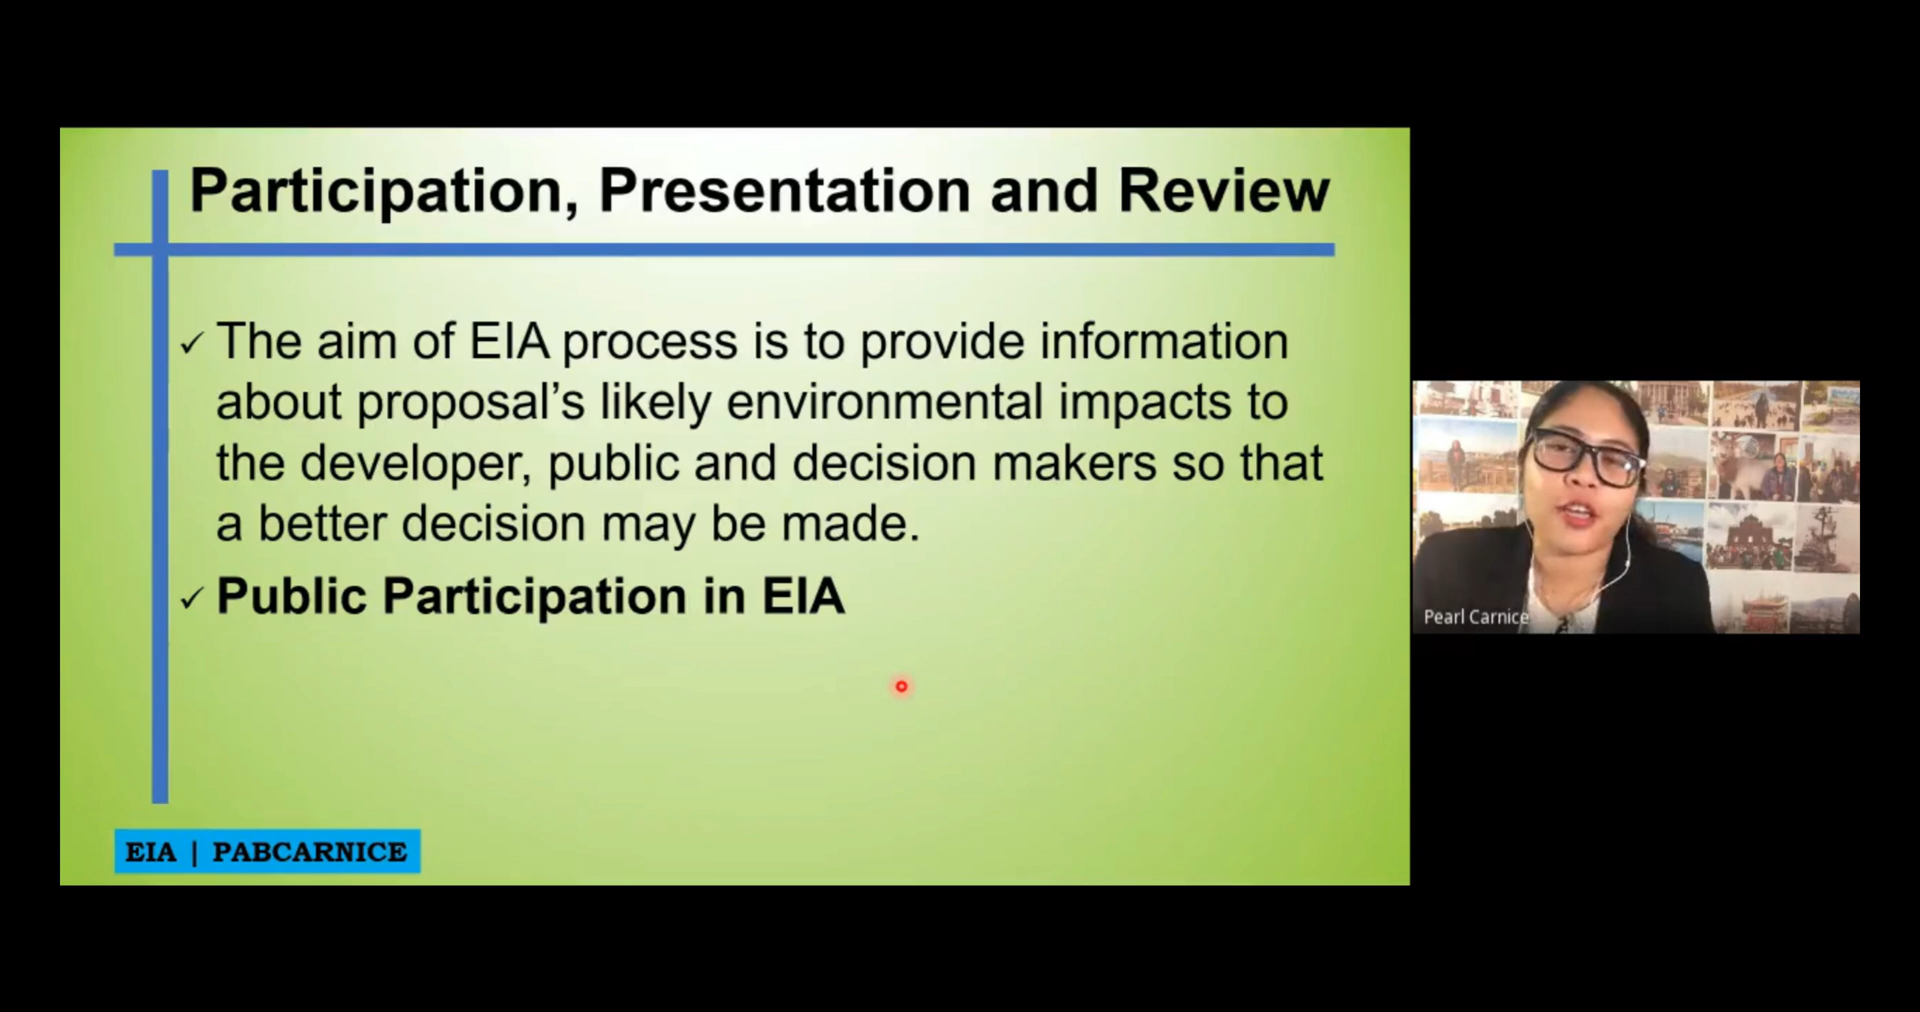 Participation, Presentation and Review
✓ The aim of EIA process is to provide information
about proposal’s likely environmental impacts to
the developer, public and decision makers so that
a better decision may be made.
✓ Public Participation in EIA
EIA | PABCARNICE
Pearl Carnice